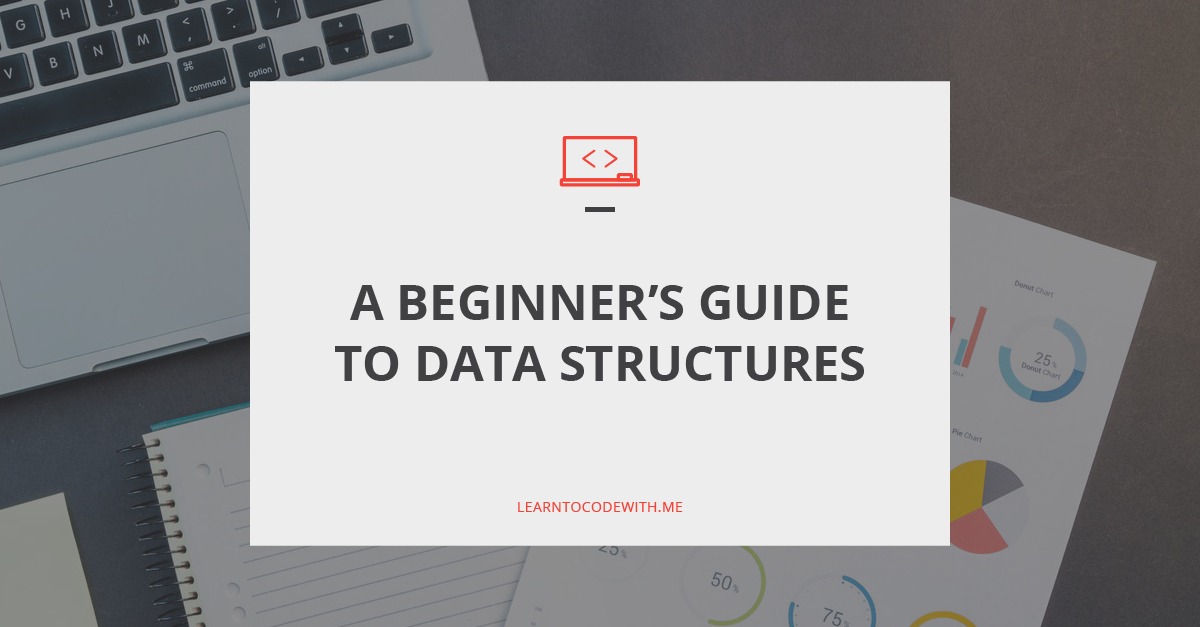 G H J < , > . ? /
V B N M
⌘ command
alt option
A BEGINNER’S GUIDE
TO DATA STRUCTURES
LEARNTOCODEWITH.ME
Donut Chart
25%
Donut Chart
Pie Chart
25%
50%
75%